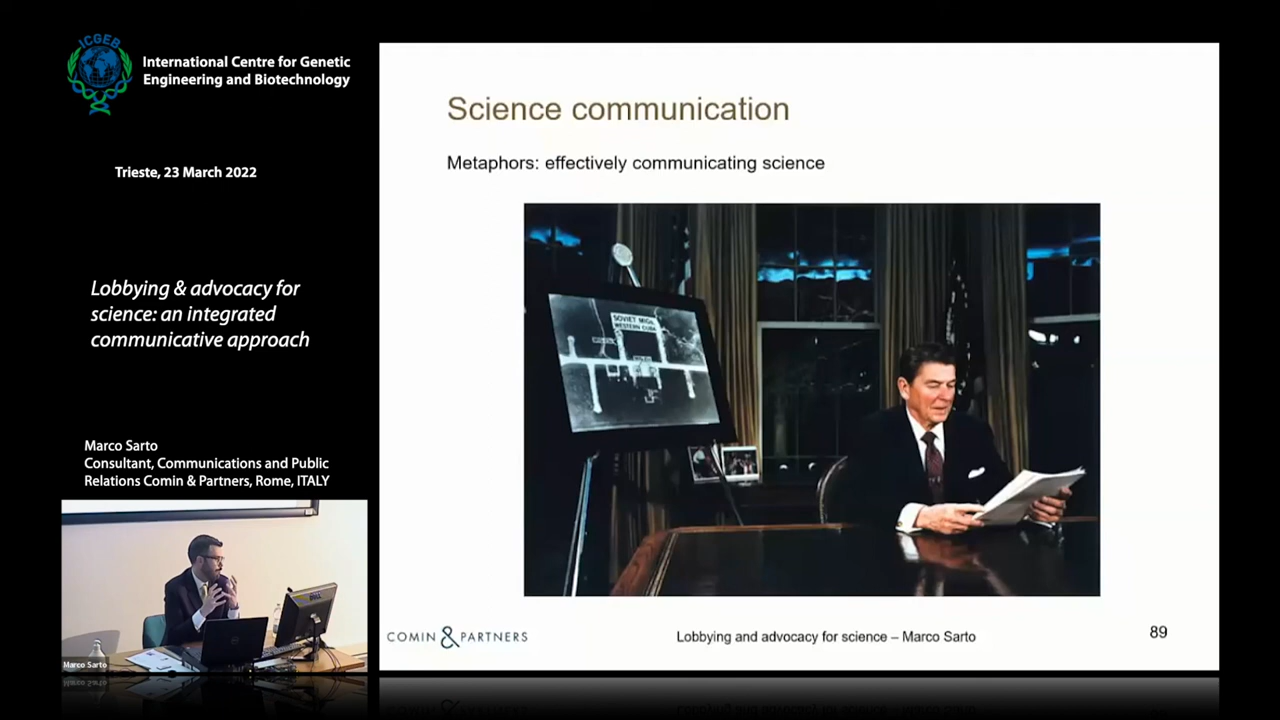 ICGEB
International Centre for Genetic
Engineering and Biotechnology
Trieste, 23 March 2022
Lobbying & advocacy for
science: an integrated
communicative approach
Marco Sarto
Consultant, Communications and Public
Relations Comin & Partners, Rome, ITALY
Marco Sarto
Science communication
Metaphors: effectively communicating science
SOVIET MIGs
WESTERN CUBA
COMIN & PARTNERS
Lobbying and advocacy for science – Marco Sarto
89